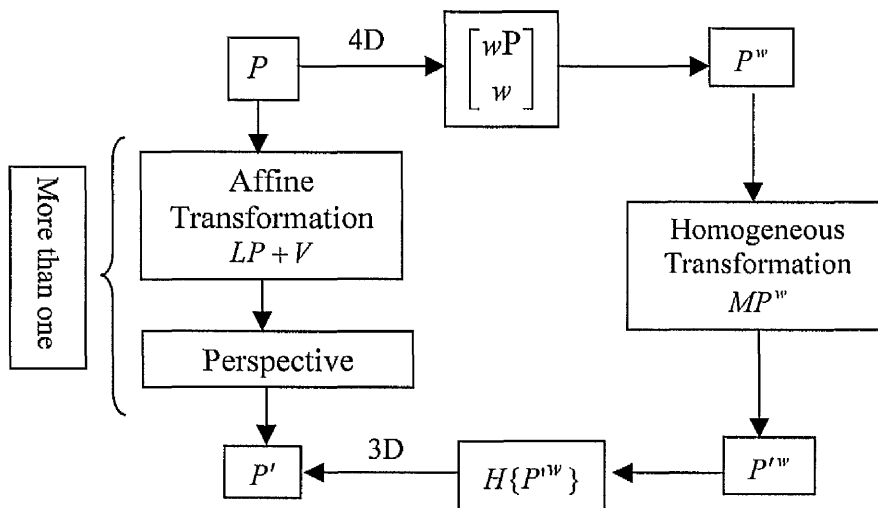 P
4D
wP
w
P^w
More than one
Affine
Transformation
LP + V
Homogeneous
Transformation
MP^w
Perspective
P'
3D
H{P'^w}
P'^w